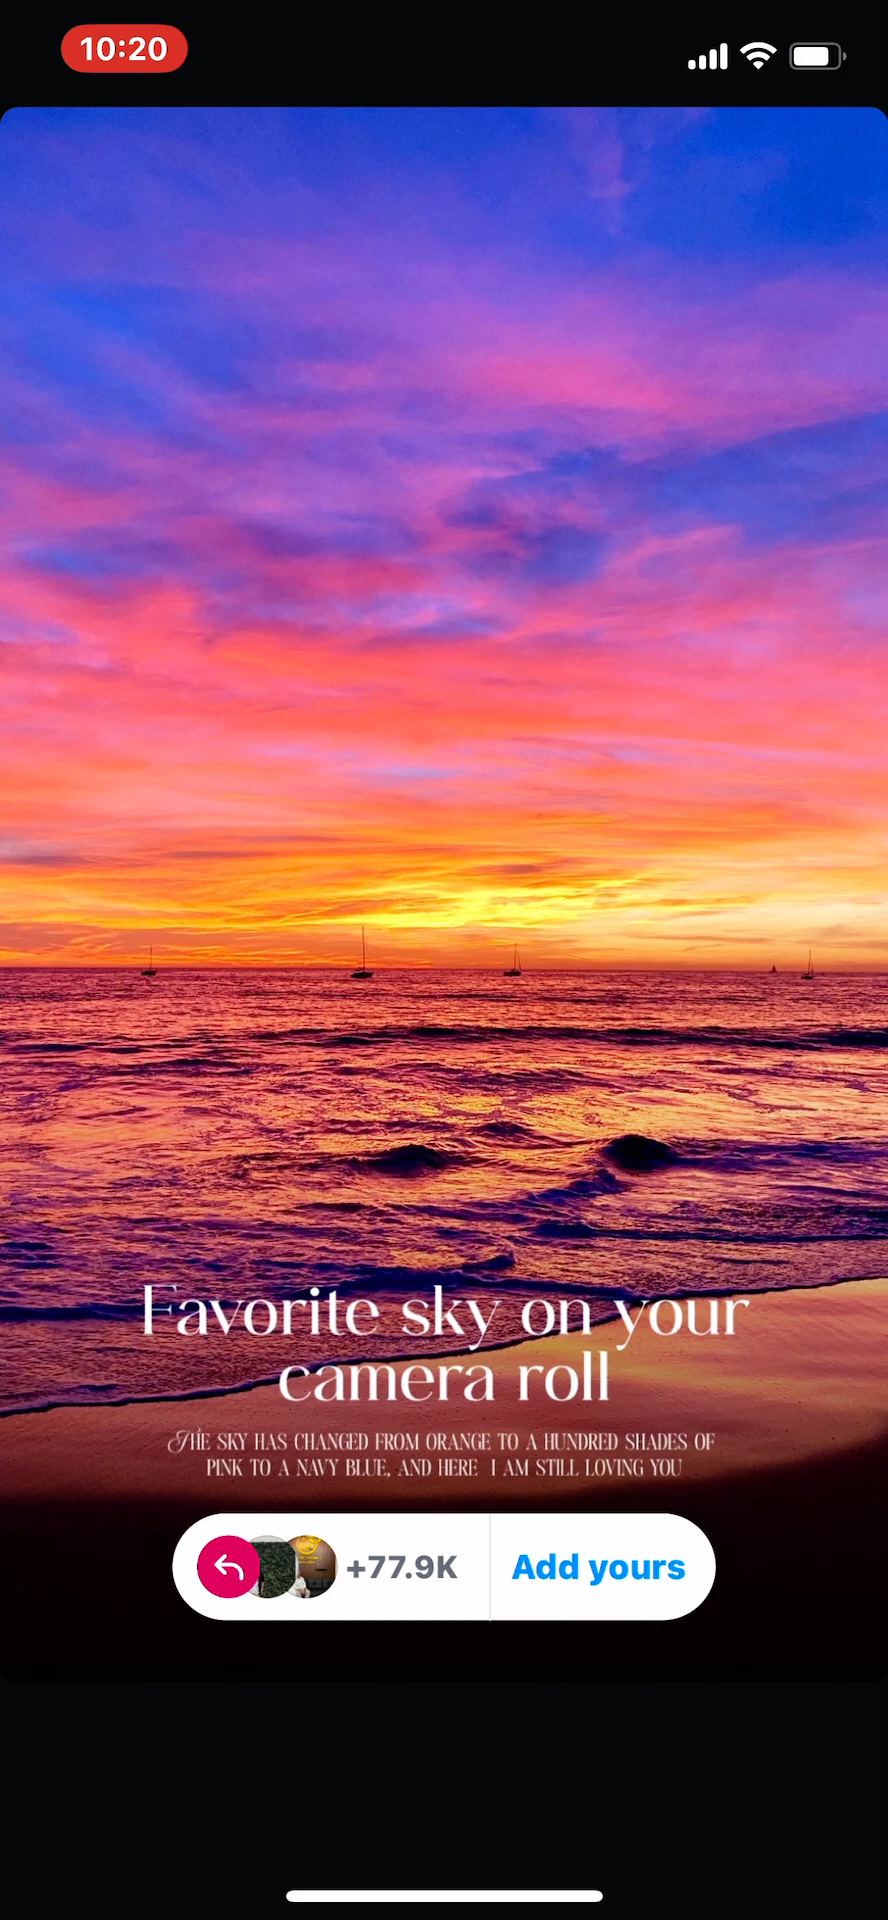 10:20
Favorite sky on your
camera roll
THE SKY HAS CHANGED FROM ORANGE TO A HUNDRED SHADES OF
PINK TO A NAVY BLUE, AND HERE I AM STILL LOVING YOU
+77.9K
Add yours